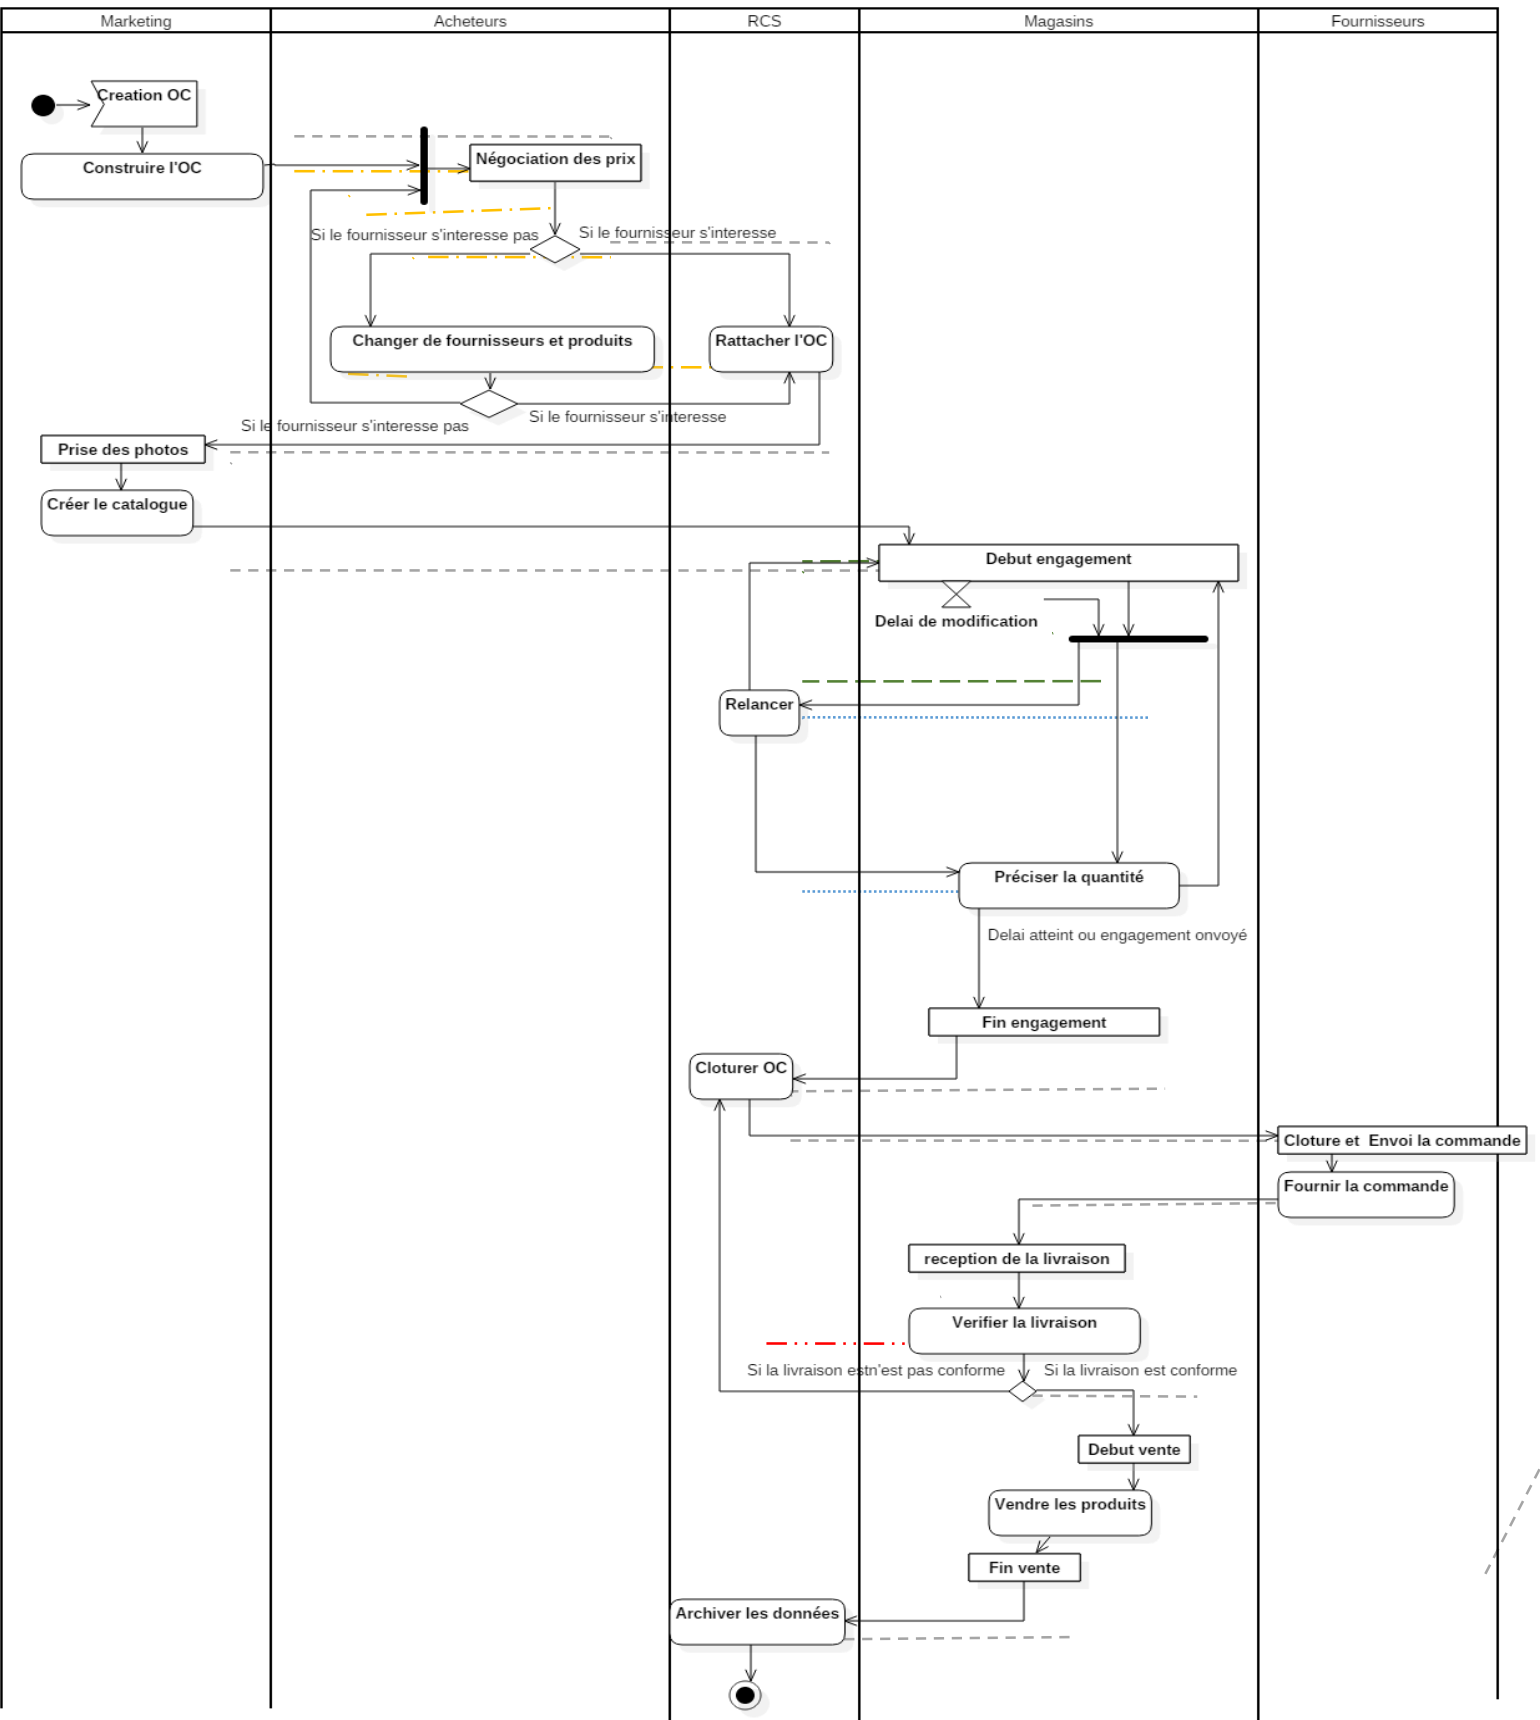 Marketing
Acheteurs
RCS
Magasins
Fournisseurs
Creation OC
Construire l'OC
Négociation des prix
Si le fournisseur s'interesse pas
Si le fournisseur s'interesse
Changer de fournisseurs et produits
Rattacher l'OC
Si le fournisseur s'interesse
Si le fournisseur s'interesse pas
Prise des photos
Créer le catalogue
Debut engagement
Delai de modification
Relancer
Préciser la quantité
Delai atteint ou engagement onvoyé
Fin engagement
Cloturer OC
Cloture et  Envoi la commande
Fournir la commande
reception de la livraison
Verifier la livraison
Si la livraison estn'est pas conforme
Si la livraison est conforme
Debut vente
Vendre les produits
Fin vente
Archiver les données